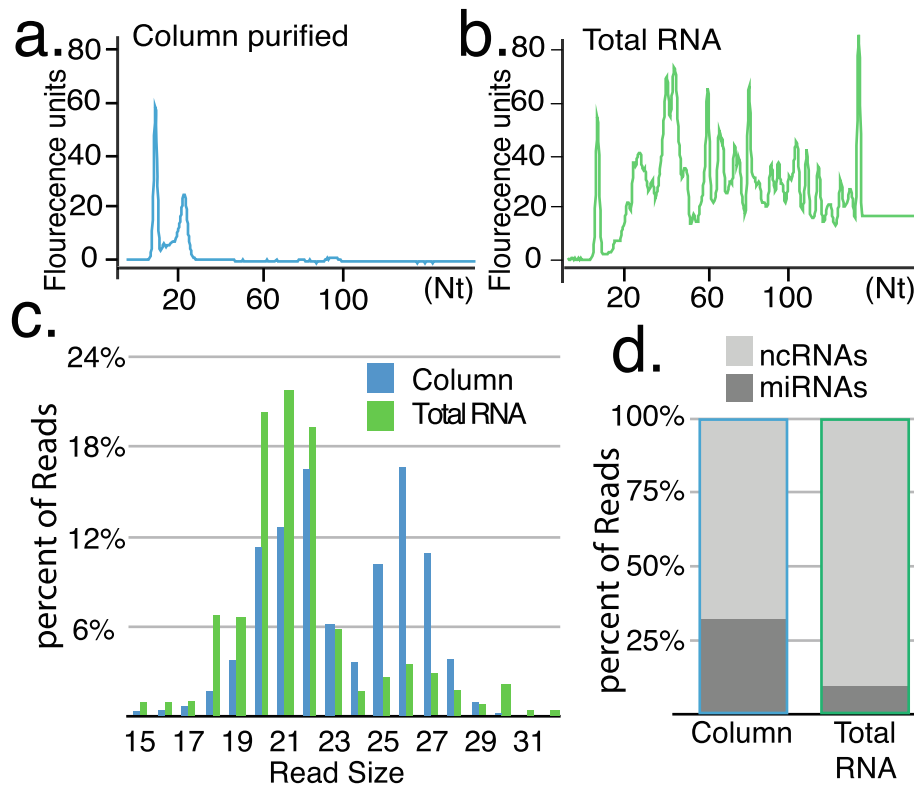 a. Column purified
Flourecence units
80
60
40
20
0
20 60 100 (Nt)
b. Total RNA
Flourecence units
80
60
40
20
0
20 60 100 (Nt)
c.
percent of Reads
24%
18%
12%
6%
Column
Total RNA
15 17 19 21 23 25 27 29 31
Read Size
d.
ncRNAs
miRNAs
percent of Reads
100%
75%
50%
25%
Column
Total
RNA